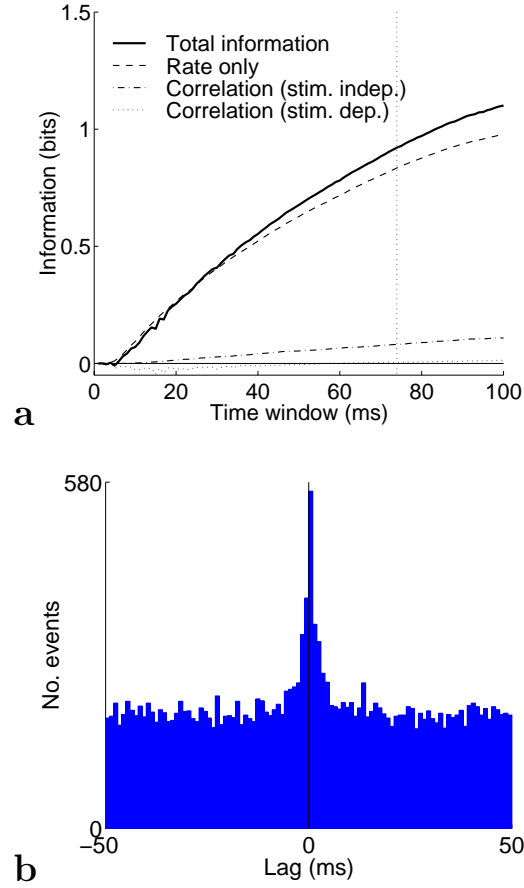 1.5
Total information
Rate only
Correlation (stim. indep.)
Correlation (stim. dep.)
1
0.5
0
Information (bits)
0 20 40 60 80 100
Time window (ms)
a
580
No. events
0
−50 0 50
Lag (ms)
b